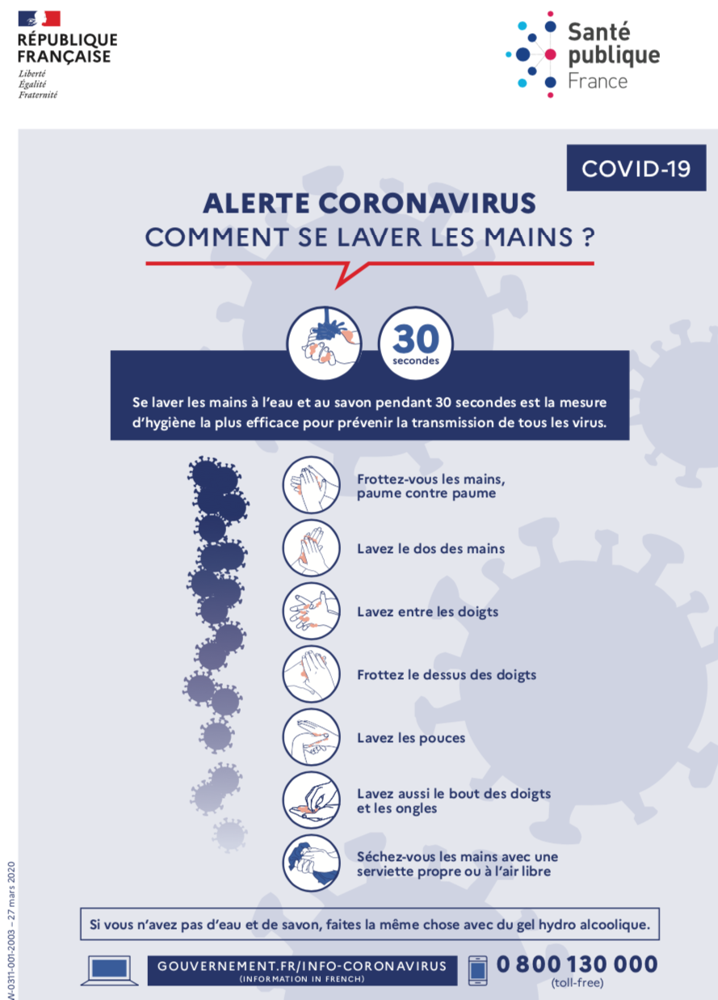 RÉPUBLIQUE
FRANÇAISE
Liberté
Égalité
Fraternité
Santé
publique
France
COVID-19
ALERTE CORONAVIRUS
COMMENT SE LAVER LES MAINS ?
30
secondes
Se laver les mains à l’eau et au savon pendant 30 secondes est la mesure
d’hygiène la plus efficace pour prévenir la transmission de tous les virus.
Frottez-vous les mains,
paume contre paume
Lavez le dos des mains
Lavez entre les doigts
Frottez le dessus des doigts
Lavez les pouces
Lavez aussi le bout des doigts
et les ongles
Séchez-vous les mains avec une
serviette propre ou à l’air libre
Si vous n’avez pas d’eau et de savon, faites la même chose avec du gel hydro alcoolique.
GOUVERNEMENT.FR/INFO-CORONAVIRUS
(INFORMATION IN FRENCH)
0 800 130 000
(toll-free)
-0311-001-2003 – 27 mars 2020